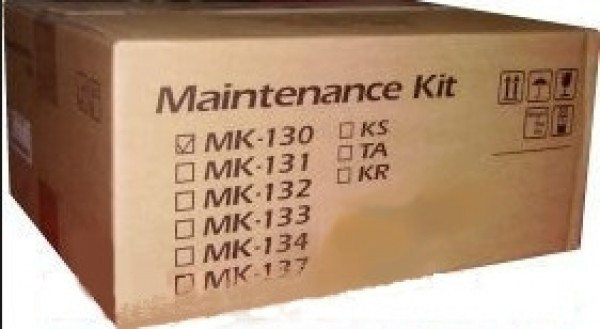 Maintenance Kit
☑ MK-130 ☐ KS
☐ MK-131 ☐ TA
☐ MK-132 ☐ KR
☐ MK-133
☐ MK-134
☐ MK-137